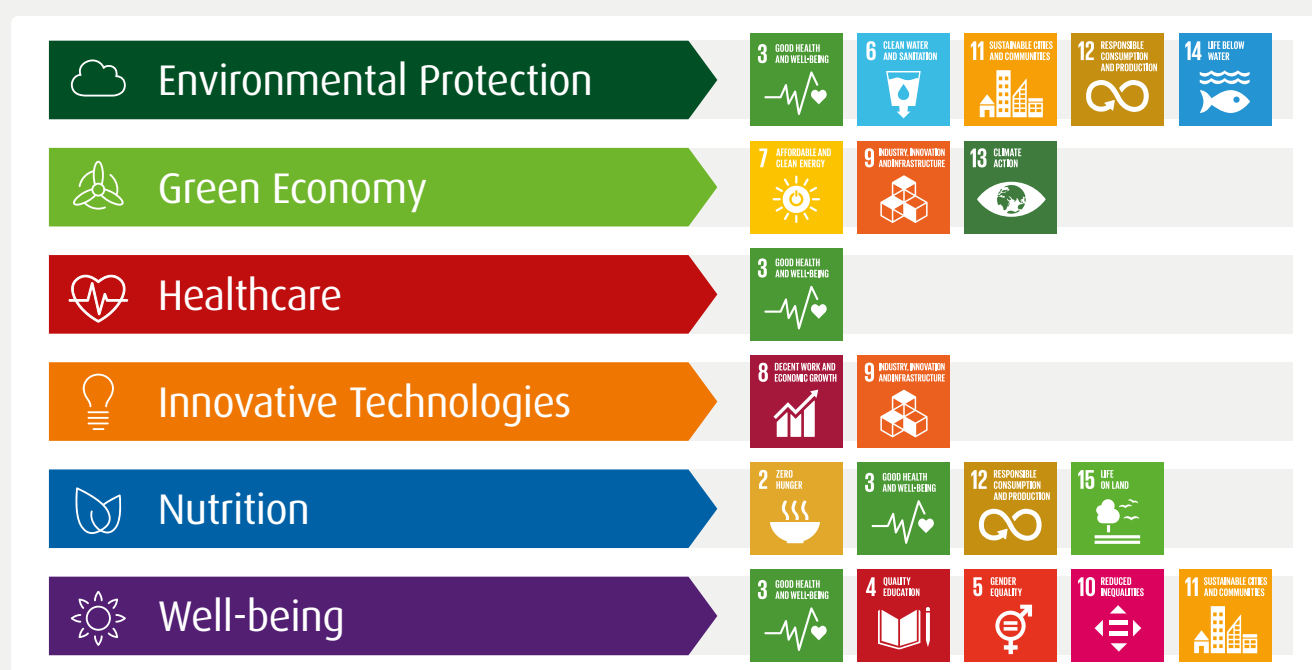 Environmental Protection
3 GOOD HEALTH
AND WELL-BEING
6 CLEAN WATER
AND SANITATION
11 SUSTAINABLE CITIES
AND COMMUNITIES
12 RESPONSIBLE
CONSUMPTION
AND PRODUCTION
14 LIFE BELOW
WATER
Green Economy
7 AFFORDABLE AND
CLEAN ENERGY
9 INDUSTRY, INNOVATION
AND INFRASTRUCTURE
13 CLIMATE
ACTION
Healthcare
3 GOOD HEALTH
AND WELL-BEING
Innovative Technologies
8 DECENT WORK AND
ECONOMIC GROWTH
9 INDUSTRY, INNOVATION
AND INFRASTRUCTURE
Nutrition
2 ZERO
HUNGER
3 GOOD HEALTH
AND WELL-BEING
12 RESPONSIBLE
CONSUMPTION
AND PRODUCTION
15 LIFE
ON LAND
Well-being
3 GOOD HEALTH
AND WELL-BEING
4 QUALITY
EDUCATION
5 GENDER
EQUALITY
10 REDUCED
INEQUALITIES
11 SUSTAINABLE CITIES
AND COMMUNITIES